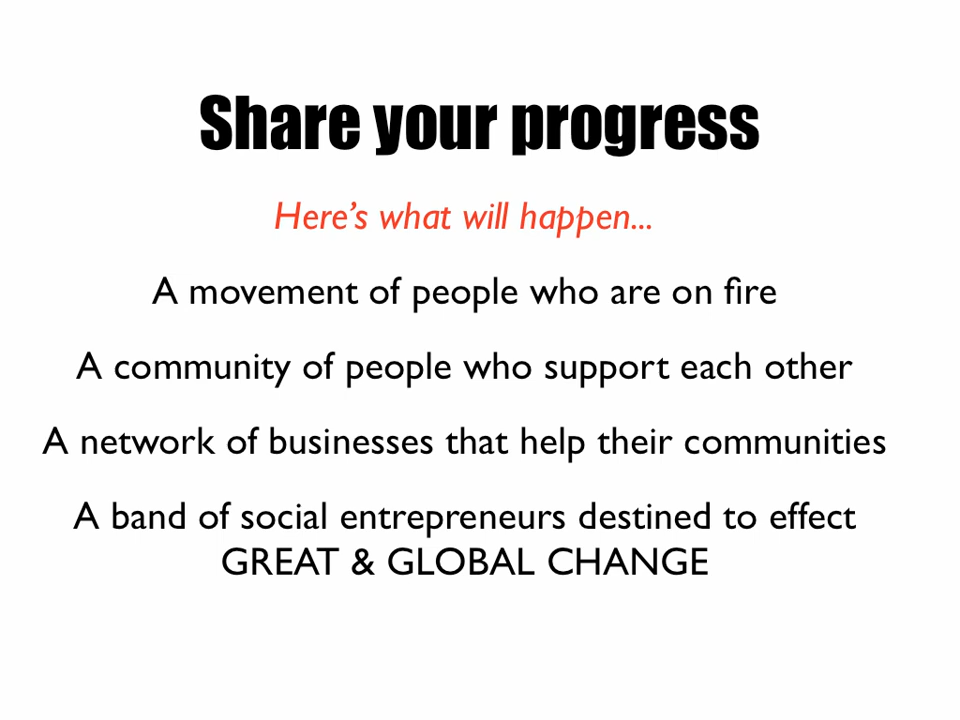 Share your progress
Here’s what will happen...
A movement of people who are on fire
A community of people who support each other
A network of businesses that help their communities
A band of social entrepreneurs destined to effect
GREAT & GLOBAL CHANGE